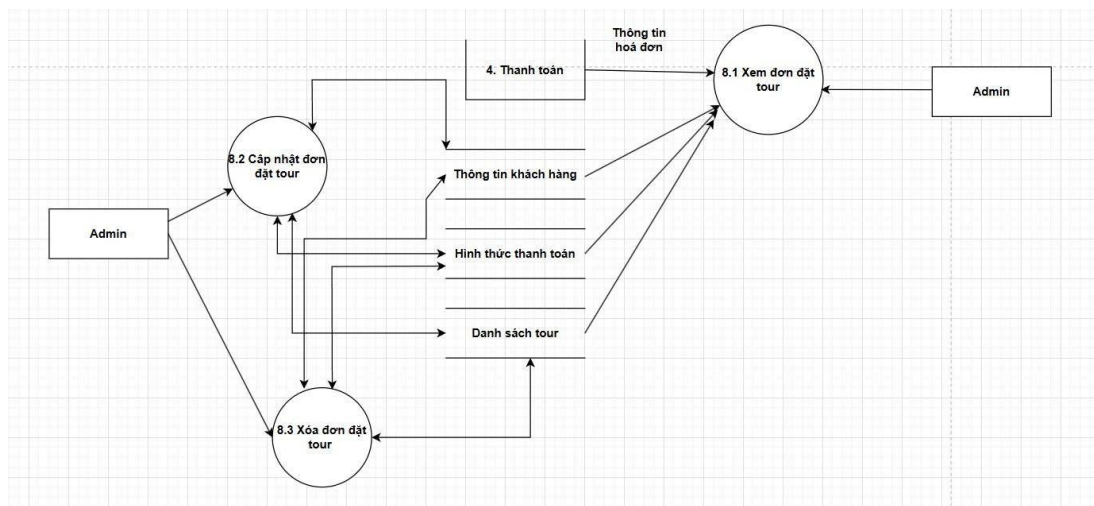 Thông tin
hoá đơn
4. Thanh toán
8.1 Xem đơn đặt
tour
Admin
8.2 Cập nhật đơn
đặt tour
Thông tin khách hàng
Admin
Hình thức thanh toán
Danh sách tour
8.3 Xóa đơn đặt
tour